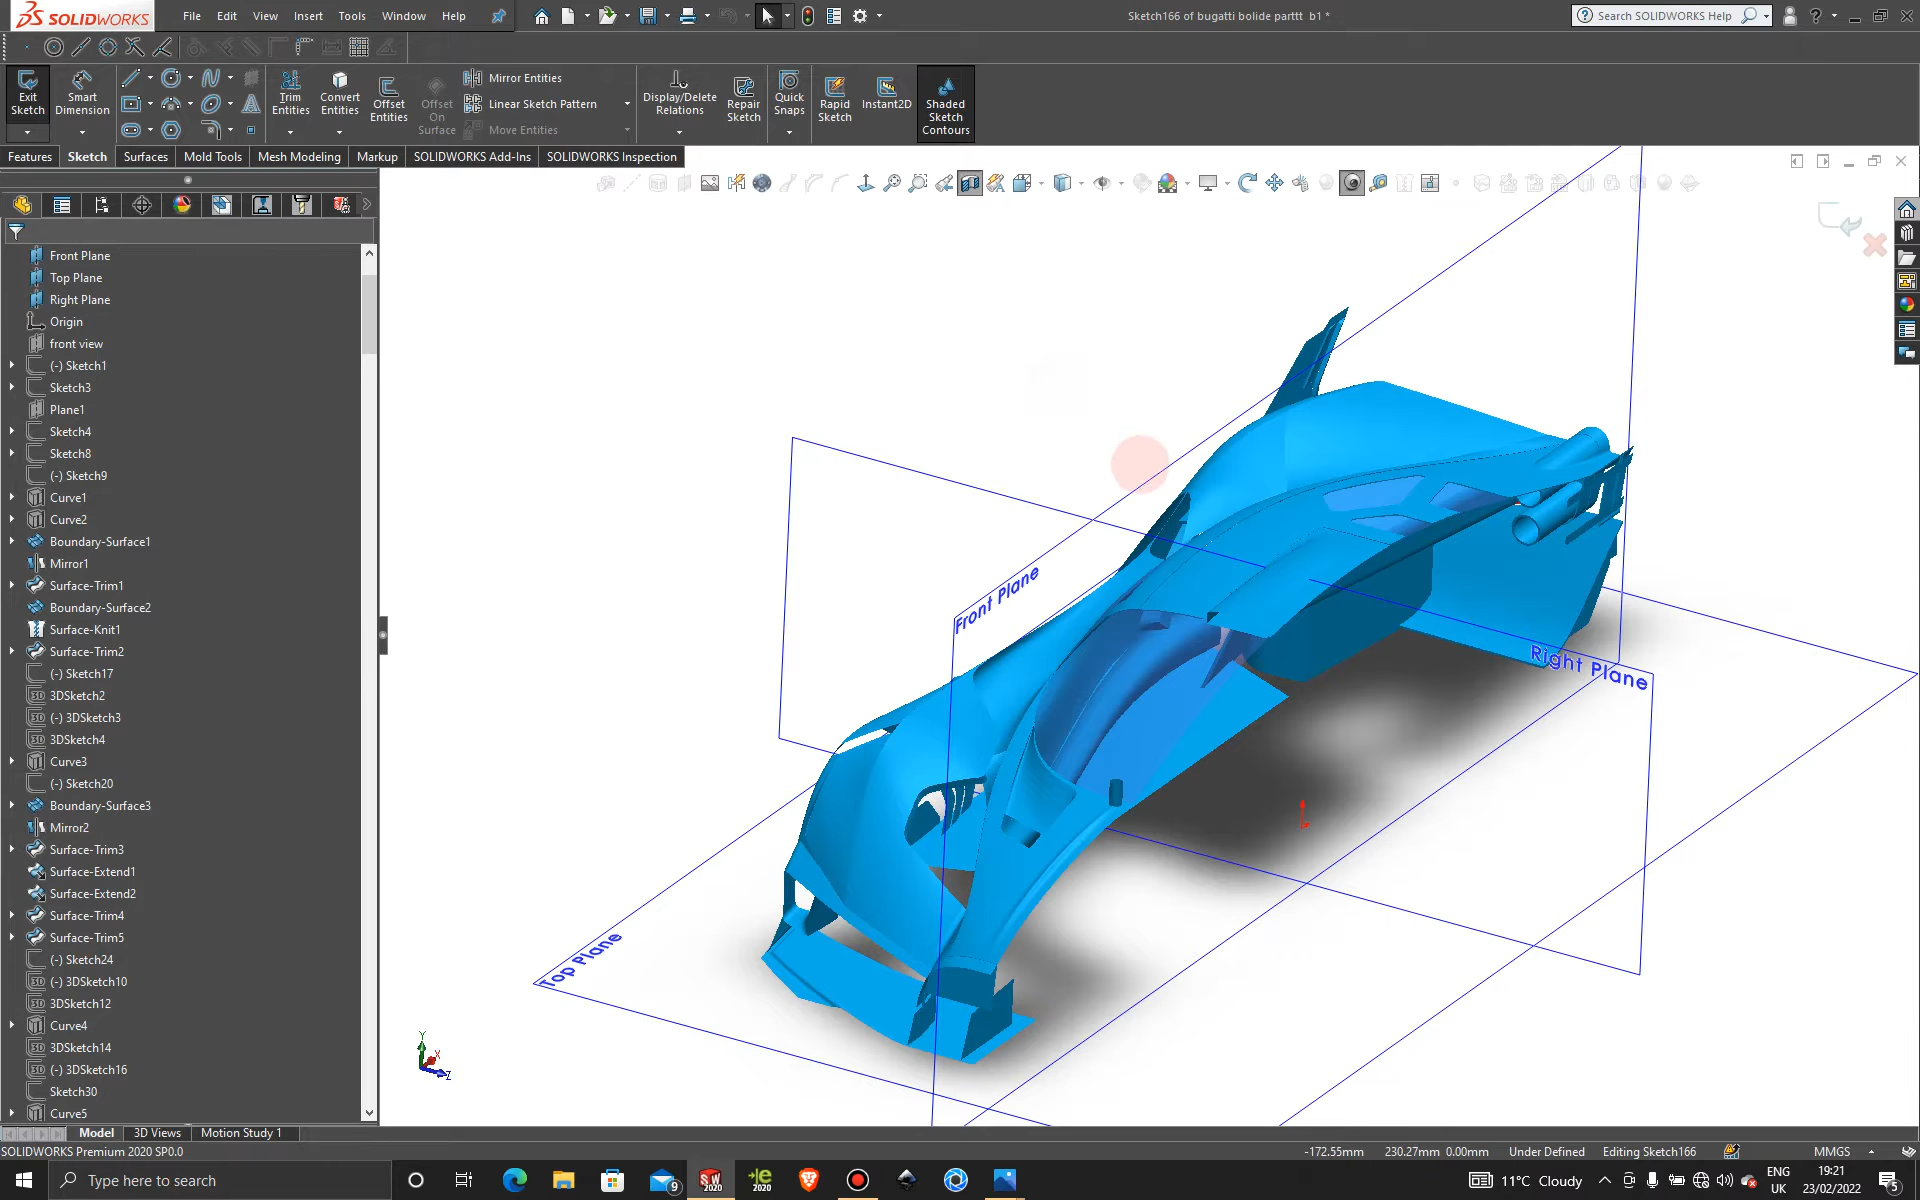 SOLIDWORKS
File Edit View Insert Tools Window Help
Sketch166 of bugatti bolide parttt b1 *
Search SOLIDWORKS Help
Exit Sketch
Smart Dimension
Trim Entities
Convert Entities
Offset Entities
Offset On Surface
Mirror Entities
Linear Sketch Pattern
Move Entities
Display/Delete Relations
Repair Sketch
Quick Snaps
Rapid Sketch
Instant2D
Shaded Sketch Contours
Features Sketch Surfaces Mold Tools Mesh Modeling Markup SOLIDWORKS Add-Ins SOLIDWORKS Inspection
Front Plane
Top Plane
Right Plane
Origin
front view
(-) Sketch1
Sketch3
Plane1
Sketch4
Sketch8
(-) Sketch9
Curve1
Curve2
Boundary-Surface1
Mirror1
Surface-Trim1
Boundary-Surface2
Surface-Knit1
Surface-Trim2
(-) Sketch17
3DSketch2
(-) 3DSketch3
3DSketch4
Curve3
(-) Sketch20
Boundary-Surface3
Mirror2
Surface-Trim3
Surface-Extend1
Surface-Extend2
Surface-Trim4
Surface-Trim5
(-) Sketch24
(-) 3DSketch10
3DSketch12
Curve4
3DSketch14
(-) 3DSketch16
Sketch30
Curve5
Front Plane
Right Plane
Top Plane
Y
X
Z
Model 3D Views Motion Study 1
SOLIDWORKS Premium 2020 SP0.0
-172.55mm 230.27mm 0.00mm Under Defined Editing Sketch166 MMGS
Type here to search
9
SW 2020
e 2020
11°C Cloudy
ENG
UK
19:21
23/02/2022
5